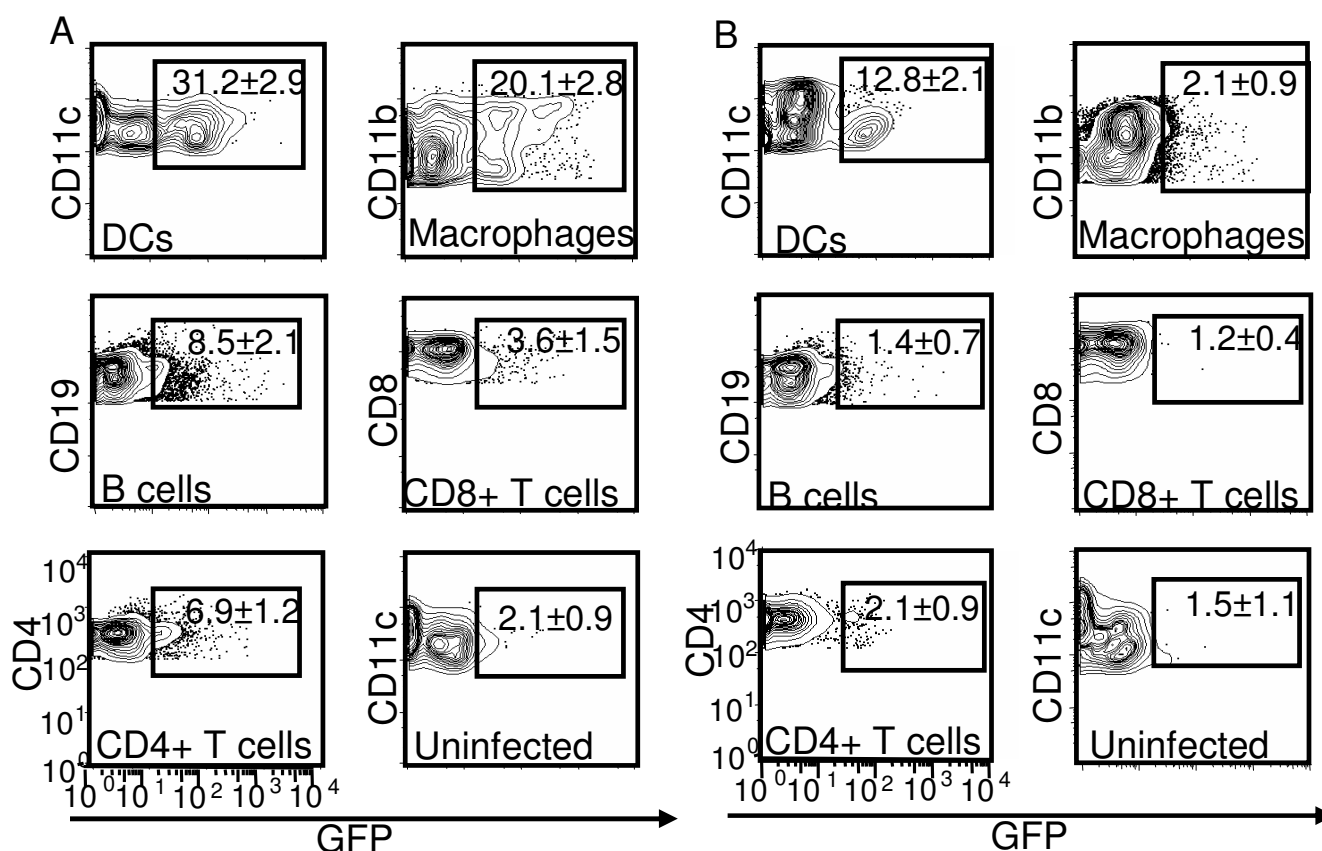 A
B
31.2±2.9
20.1±2.8
12.8±2.1
2.1±0.9
CD11c
CD11b
CD11c
CD11b
DCs
Macrophages
DCs
Macrophages
8.5±2.1
3.6±1.5
1.4±0.7
1.2±0.4
CD19
CD8
CD19
CD8
B cells
CD8+ T cells
B cells
CD8+ T cells
10^4
10^3
10^2
10^1
10^0
CD4
6.9±1.2
CD4+ T cells
CD11c
2.1±0.9
Uninfected
10^4
10^3
10^2
10^1
10^0
CD4
2.1±0.9
CD4+ T cells
CD11c
1.5±1.1
Uninfected
10^0 10^1 10^2 10^3 10^4
10^0 10^1 10^2 10^3 10^4
GFP
GFP